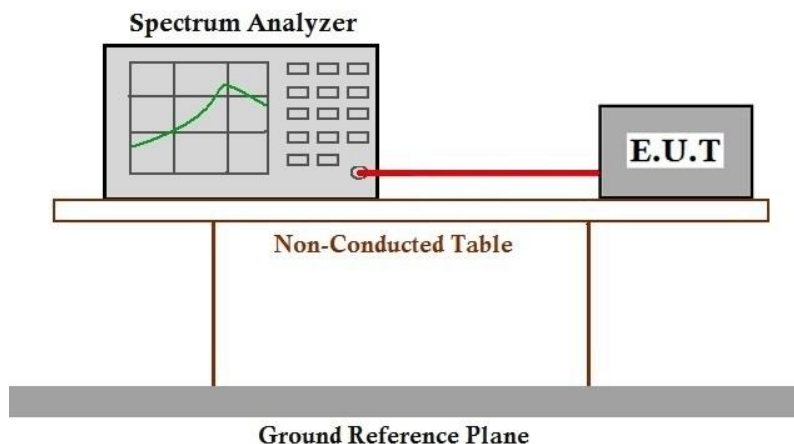 Spectrum Analyzer
E.U.T
Non-Conducted Table
Ground Reference Plane